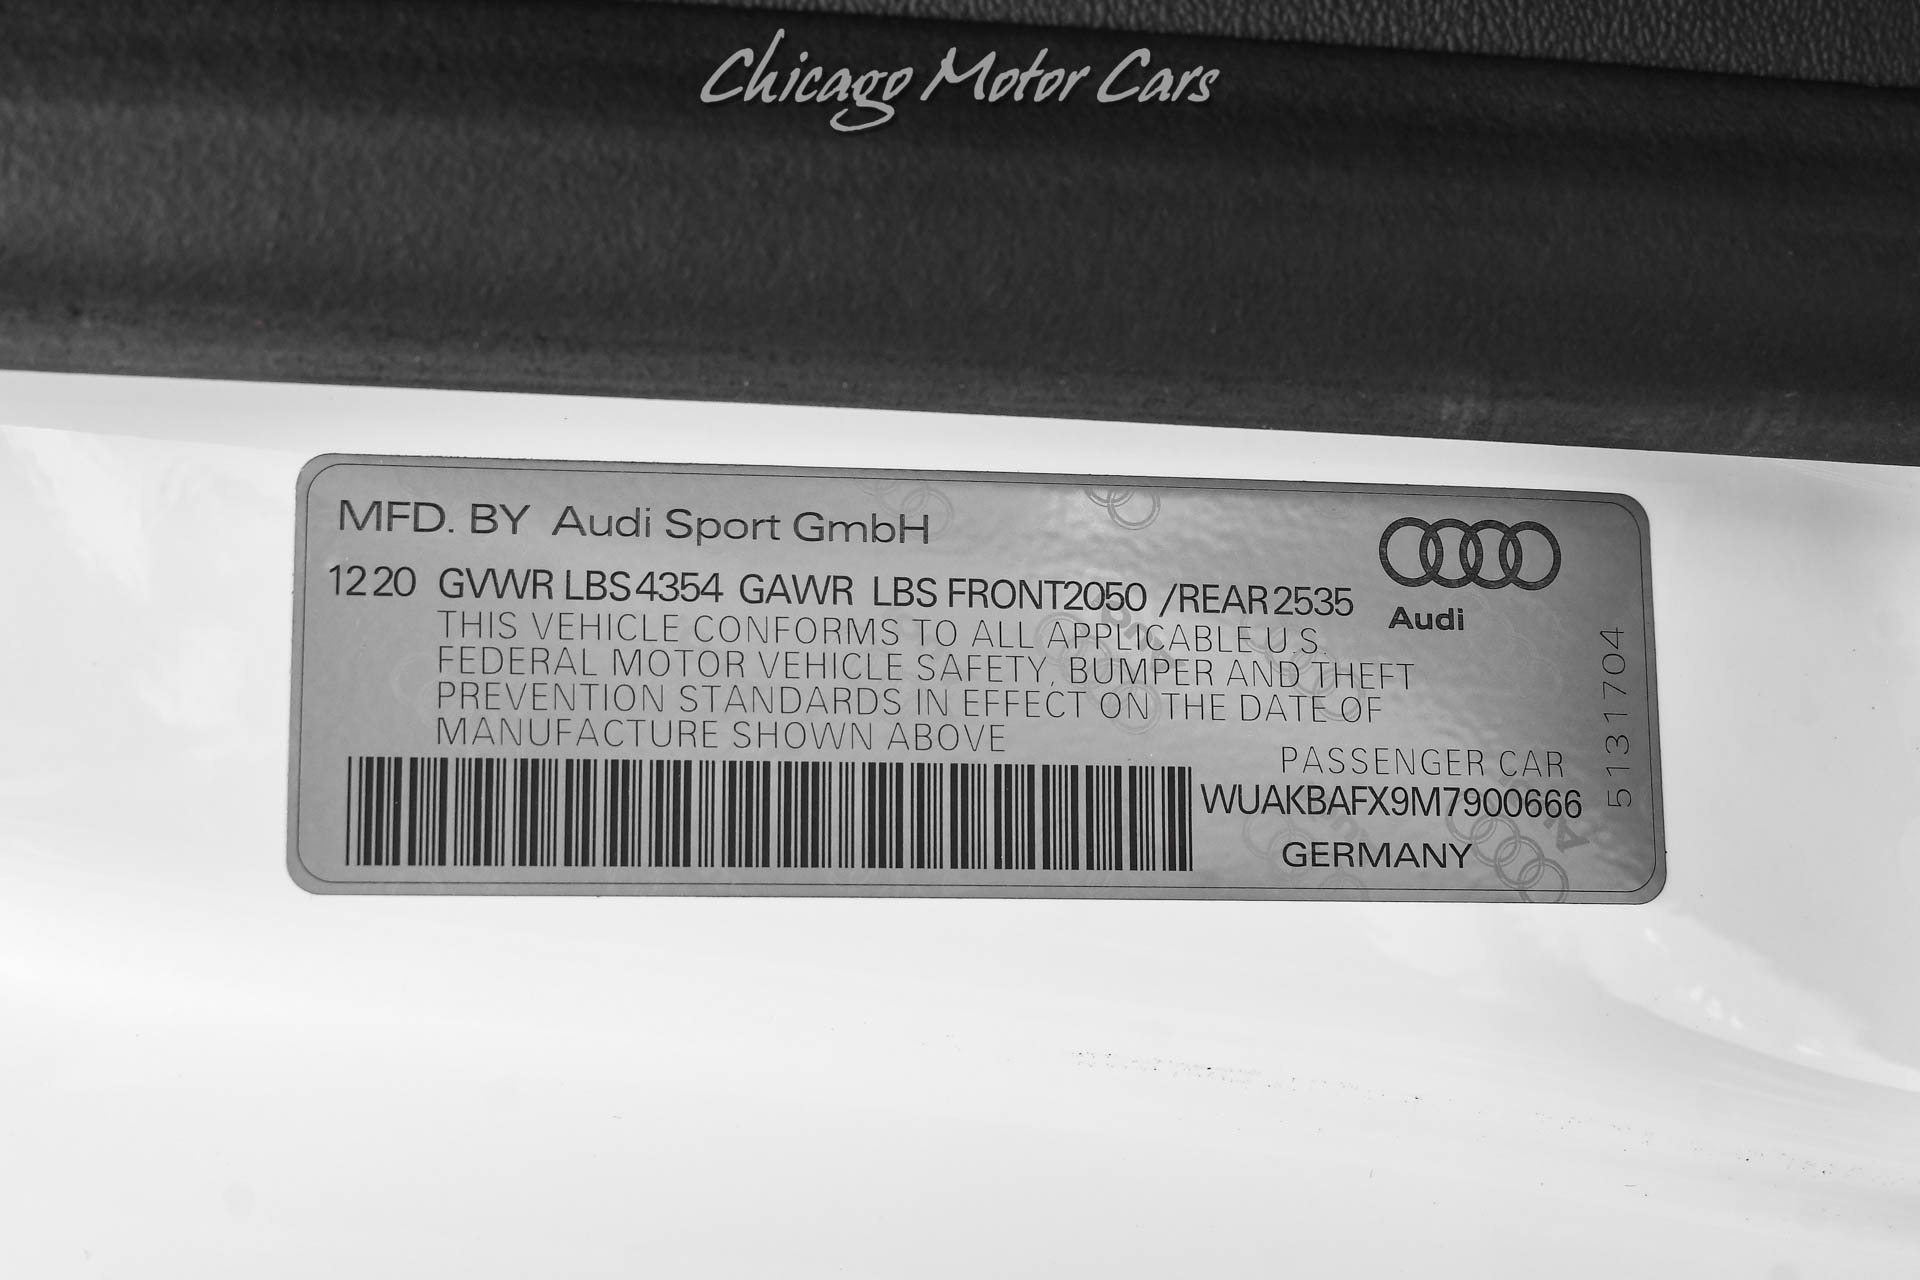 Chicago Motor Cars
MFD. BY Audi Sport GmbH
1220 GVWR LBS 4354 GAWR LBS FRONT 2050 /REAR 2535
Audi
THIS VEHICLE CONFORMS TO ALL APPLICABLE U.S.
FEDERAL MOTOR VEHICLE SAFETY, BUMPER AND THEFT
PREVENTION STANDARDS IN EFFECT ON THE DATE OF
MANUFACTURE SHOWN ABOVE
PASSENGER CAR
WUAKBAFX9M7900666
GERMANY
5131704